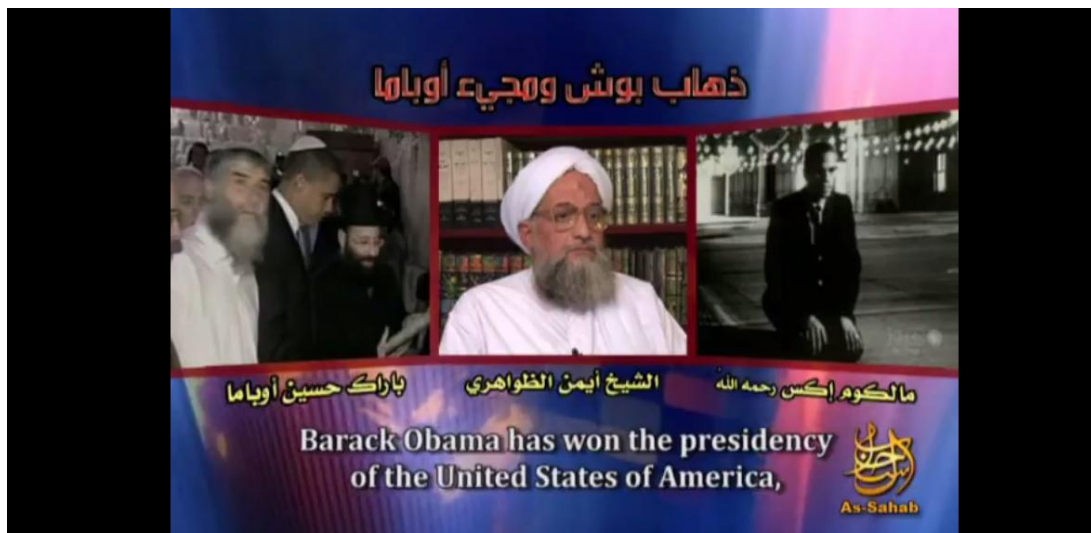 ذهاب بوش ومجيء أوباما
مالكوم إكس رحمه الله
الشيخ أيمن الظواهري
باراك حسين أوباما
Barack Obama has won the presidency
of the United States of America,
السحاب
As-Sahab